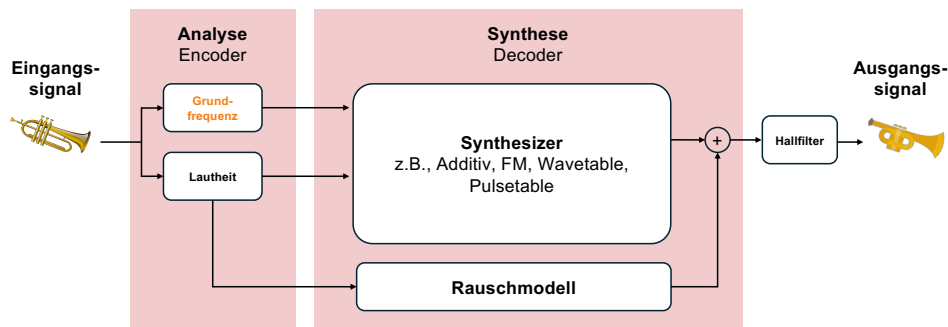 Eingangs-
signal
Analyse
Encoder
Grund-
frequenz
Lautheit
Synthese
Decoder
Synthesizer
z.B., Additiv, FM, Wavetable,
Pulsetable
Rauschmodell
+
Hallfilter
Ausgangs-
signal